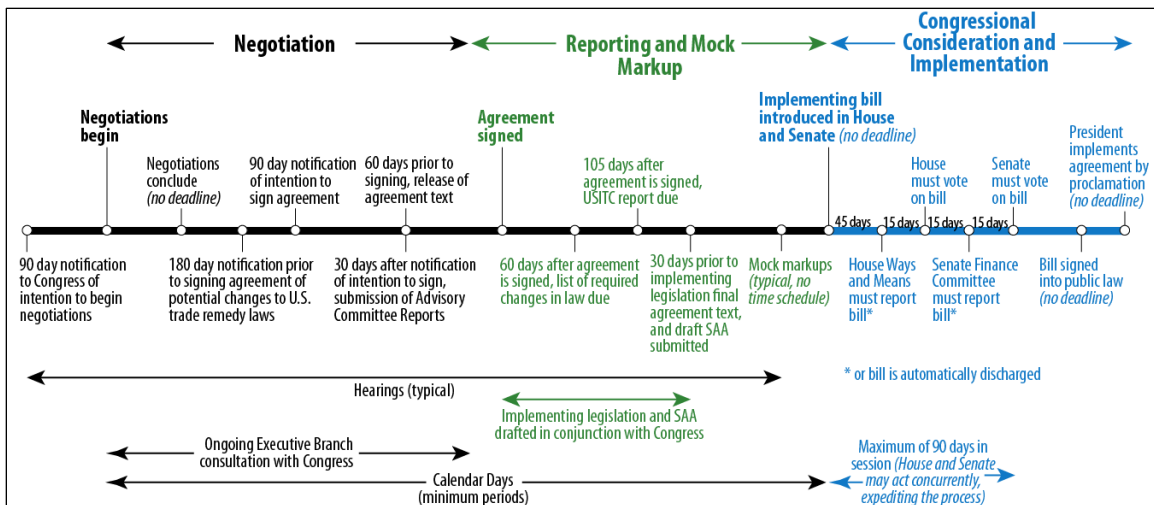 Negotiation
Reporting and Mock
Markup
Congressional
Consideration and
Implementation
Negotiations
begin
Negotiations
conclude
(no deadline)
90 day notification
of intention to
sign agreement
60 days prior to
signing, release of
agreement text
Agreement
signed
105 days after
agreement is signed,
USITC report due
Implementing bill
introduced in House
and Senate (no deadline)
House
must vote
on bill
Senate
must vote
on bill
President
implements
agreement by
proclamation
(no deadline)
45 days
15 days
15 days
15 days
90 day notification
to Congress of
intention to begin
negotiations
180 day notification prior
to signing agreement of
potential changes to U.S.
trade remedy laws
30 days after notification
of intention to sign,
submission of Advisory
Committee Reports
60 days after agreement
is signed, list of required
changes in law due
30 days prior to
implementing
legislation final
agreement text,
and draft SAA
submitted
Mock markups
(typical, no
time schedule)
House Ways
and Means
must report
bill*
Senate Finance
Committee
must report
bill*
Bill signed
into public law
(no deadline)
* or bill is automatically discharged
Hearings (typical)
Implementing legislation and SAA
drafted in conjunction with Congress
Ongoing Executive Branch
consultation with Congress
Calendar Days
(minimum periods)
Maximum of 90 days in
session (House and Senate
may act concurrently,
expediting the process)